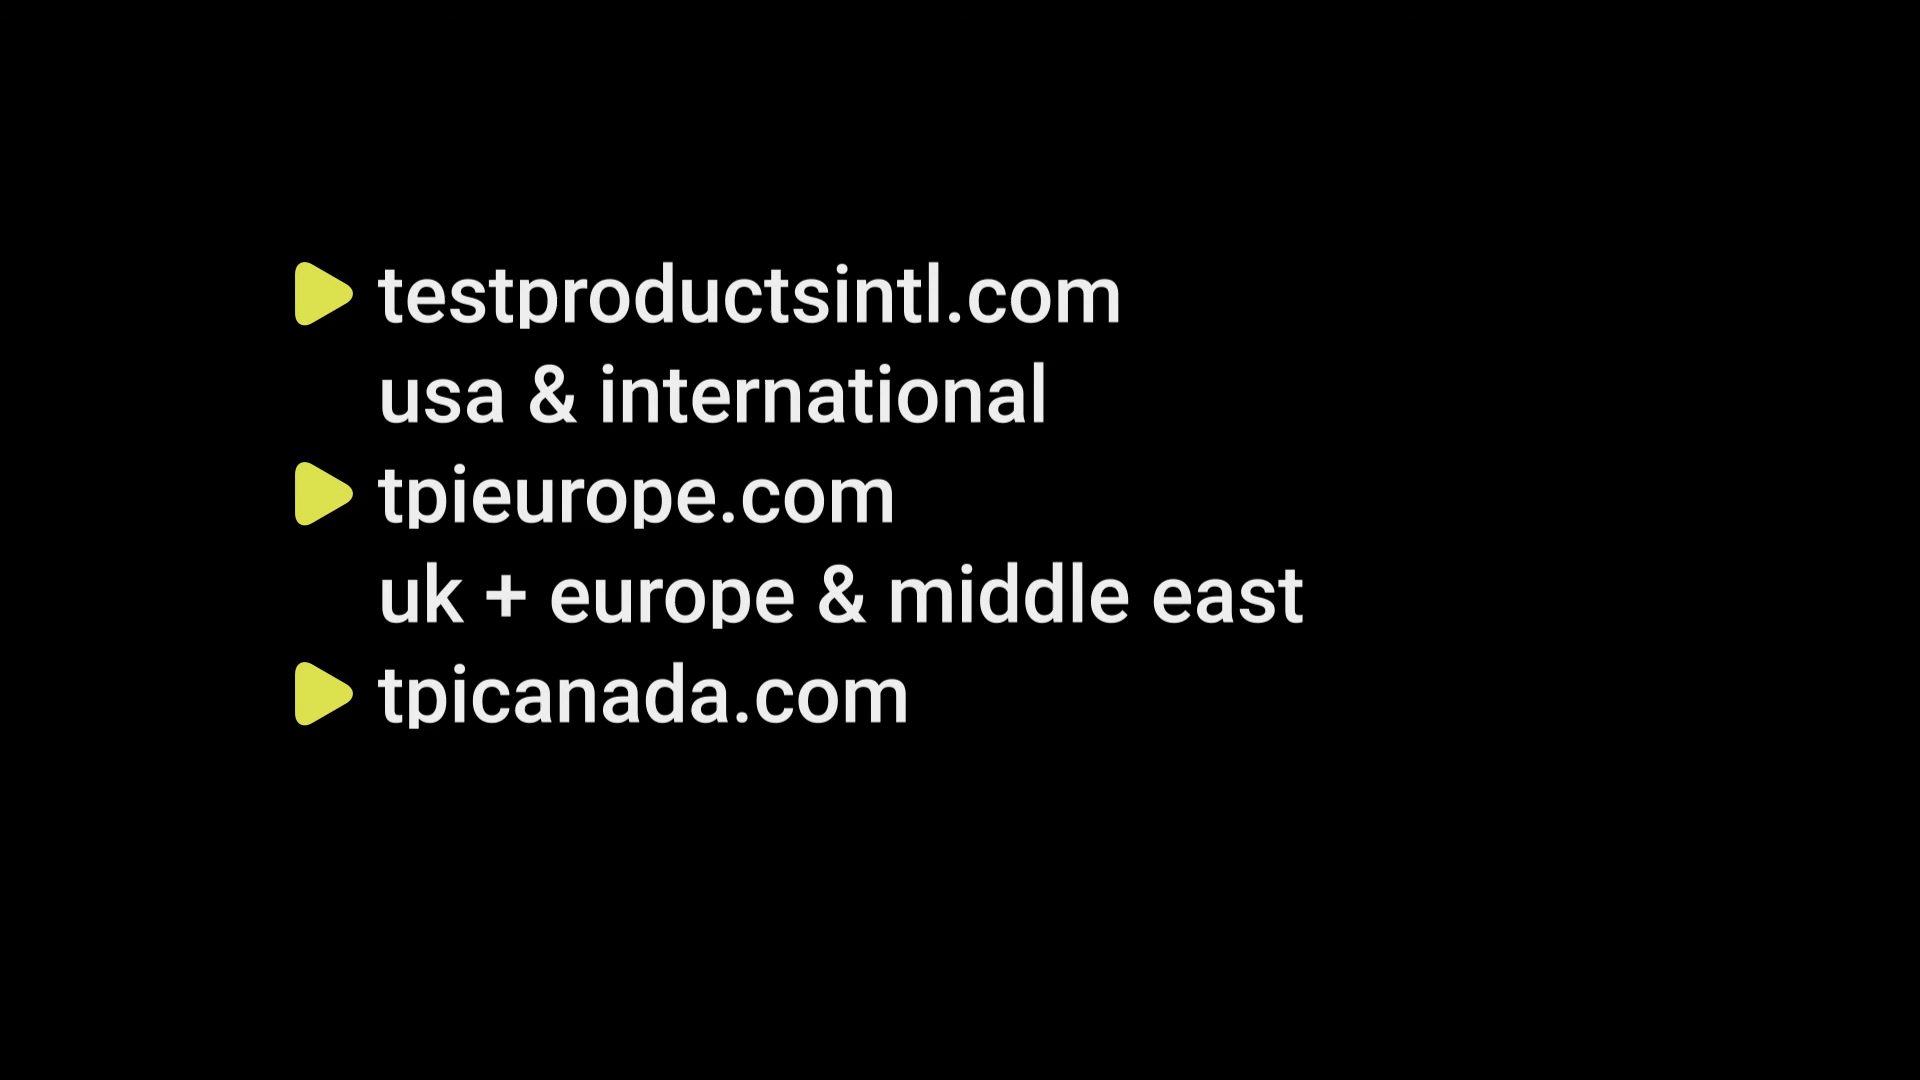 testproductsintl.com
usa & international
tpieurope.com
uk + europe & middle east
tpicanada.com